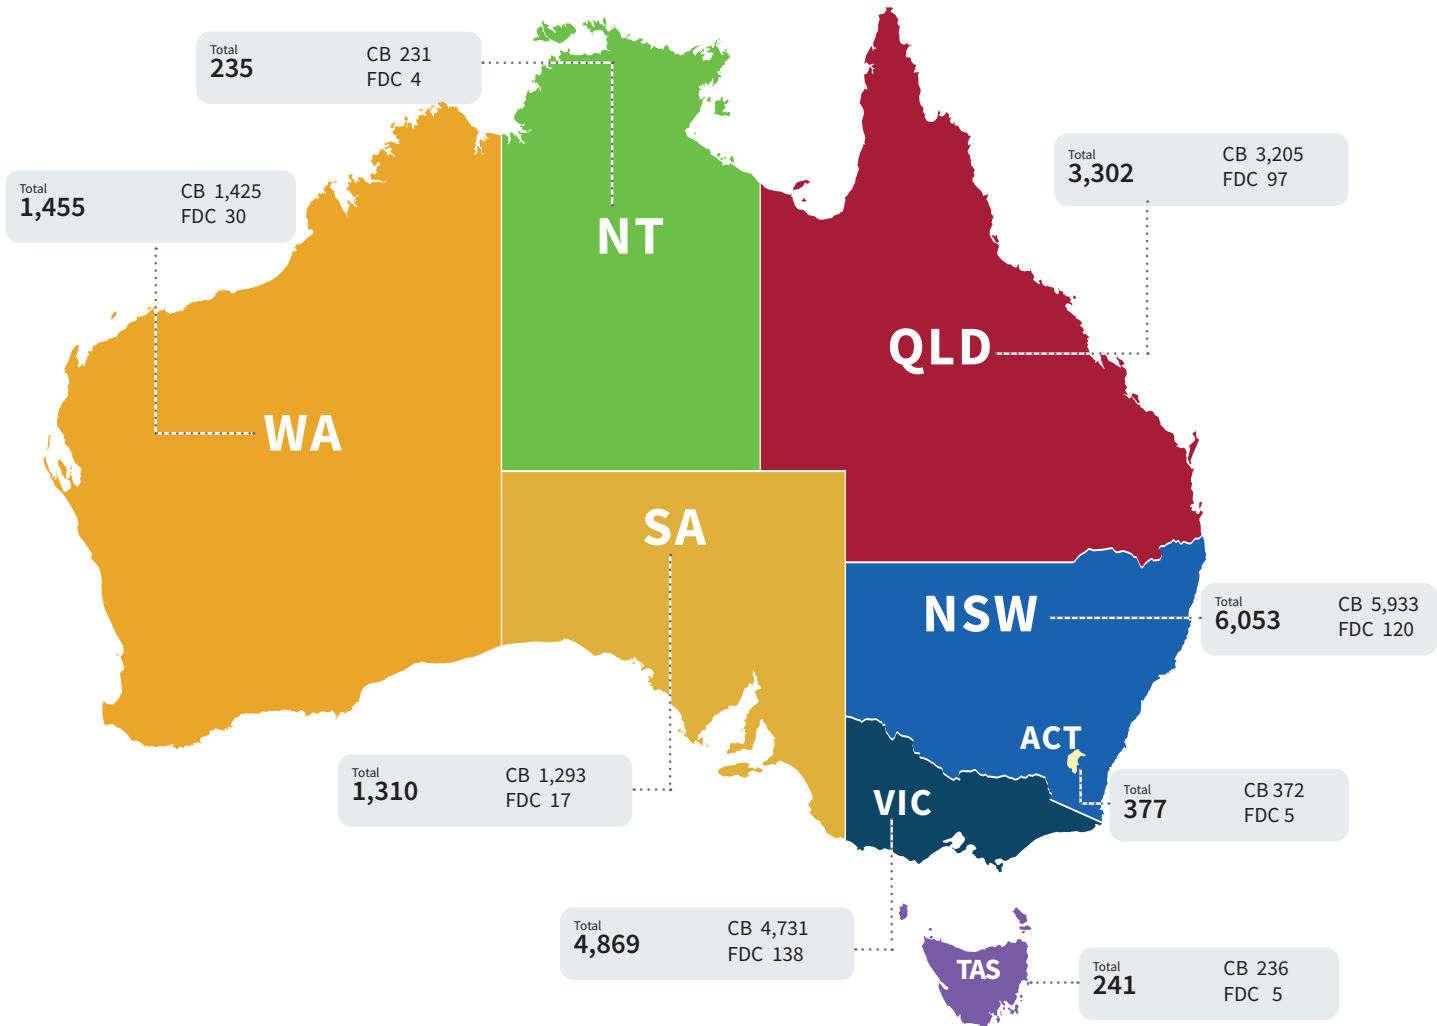 Total
235
CB 231
FDC 4
Total
1,455
CB 1,425
FDC 30
Total
3,302
CB 3,205
FDC 97
NT
QLD
WA
SA
NSW
Total
6,053
CB 5,933
FDC 120
ACT
Total
1,310
CB 1,293
FDC 17
VIC
Total
377
CB 372
FDC 5
Total
4,869
CB 4,731
FDC 138
TAS
Total
241
CB 236
FDC 5